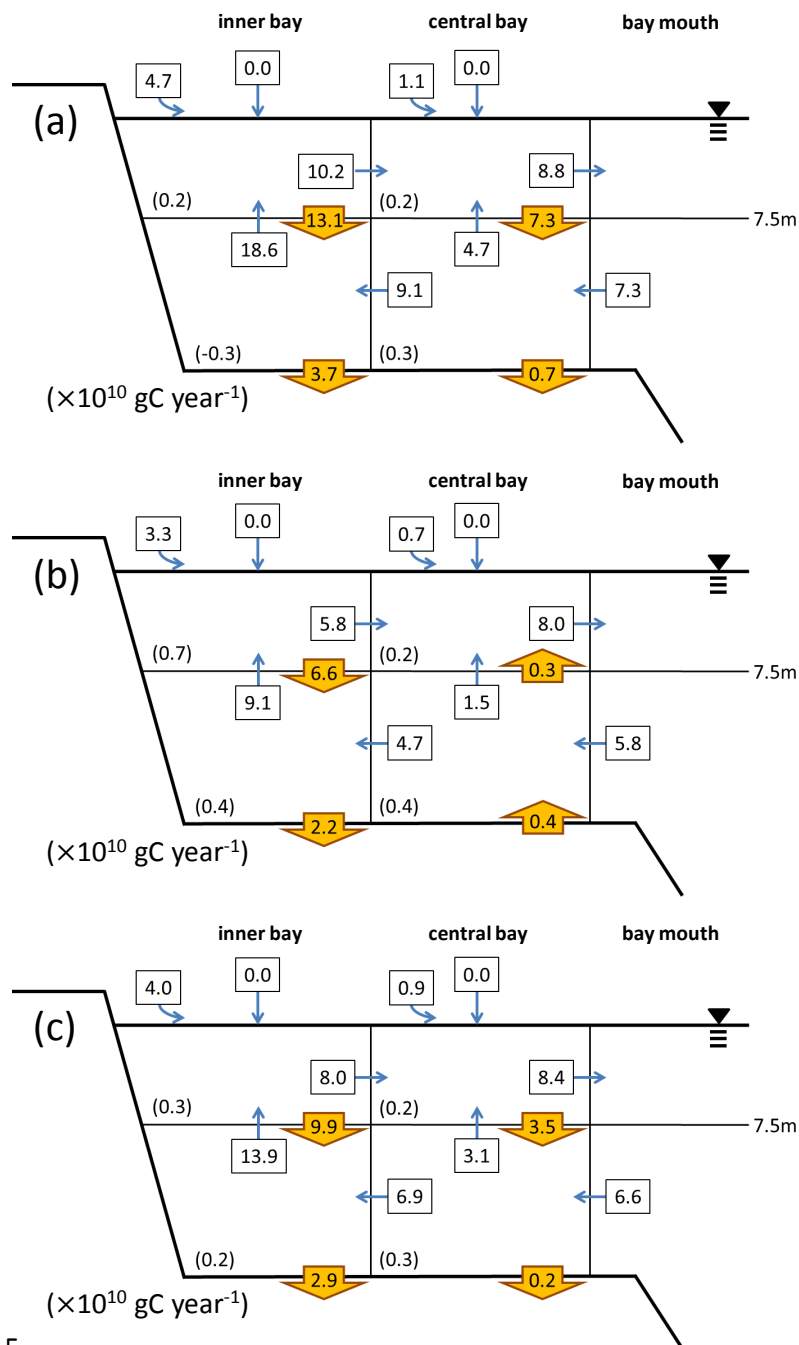 inner bay central bay bay mouth
4.7 0.0 1.1 0.0
(a)
10.2 8.8
(0.2) 13.1 (0.2) 7.3 7.5m
18.6 4.7
9.1 7.3
(-0.3) 3.7 (0.3) 0.7
(×10¹⁰ gC year⁻¹)
inner bay central bay bay mouth
3.3 0.0 0.7 0.0
(b)
5.8 8.0
(0.7) 6.6 (0.2) 0.3 7.5m
9.1 1.5
4.7 5.8
(0.4) 2.2 (0.4) 0.4
(×10¹⁰ gC year⁻¹)
inner bay central bay bay mouth
4.0 0.0 0.9 0.0
(c)
8.0 8.4
(0.3) 9.9 (0.2) 3.5 7.5m
13.9 3.1
6.9 6.6
(0.2) 2.9 (0.3) 0.2
(×10¹⁰ gC year⁻¹)